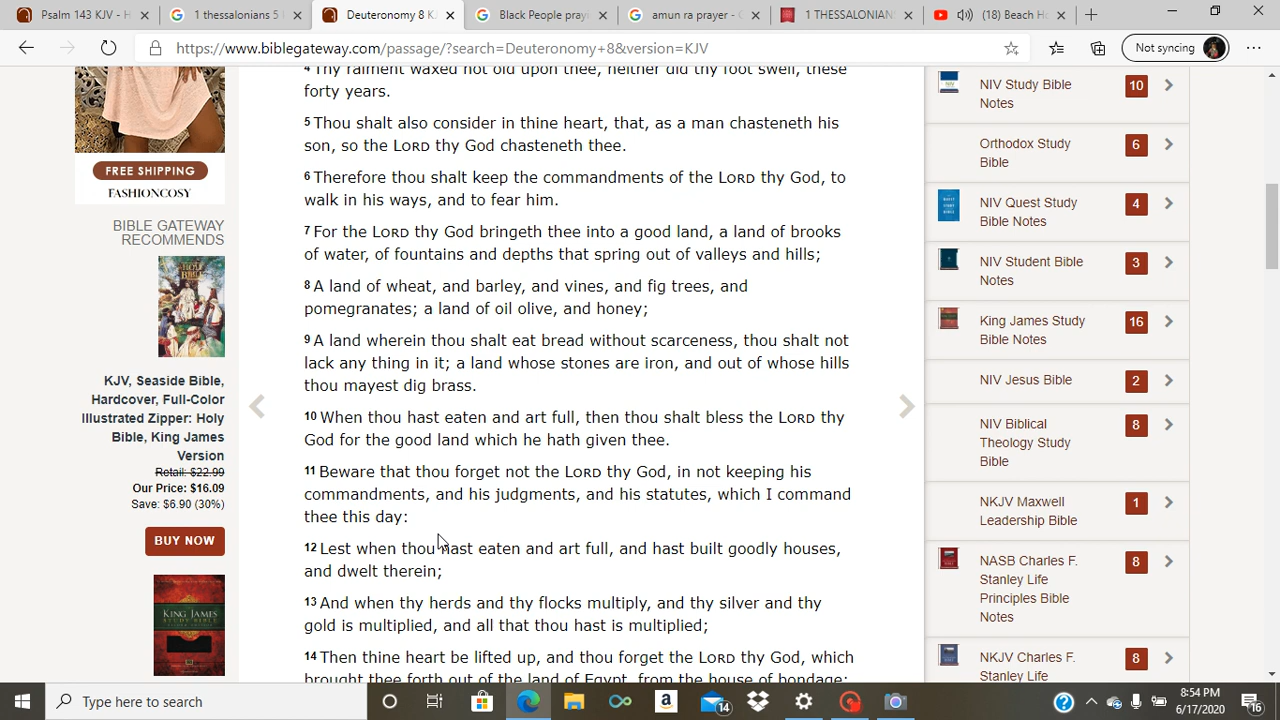 Psalm 143 KJV - H
1 thessalonians 5
Deuteronomy 8 KJ
Black People pray
amun ra prayer - G
1 THESSALONIAN
(18) Beach Ho
https://www.biblegateway.com/passage/?search=Deuteronomy+8&version=KJV
Not syncing
FREE SHIPPING
FASHIONCOSY
BIBLE GATEWAY
RECOMMENDS
KJV, Seaside Bible,
Hardcover, Full-Color
Illustrated Zipper: Holy
Bible, King James
Version
Retail: $22.99
Our Price: $16.09
Save: $6.90 (30%)
BUY NOW
KING JAMES
4 Thy raiment waxed not old upon thee, neither did thy foot swell, these
forty years.
5 Thou shalt also consider in thine heart, that, as a man chasteneth his
son, so the LORD thy God chasteneth thee.
6 Therefore thou shalt keep the commandments of the LORD thy God, to
walk in his ways, and to fear him.
7 For the LORD thy God bringeth thee into a good land, a land of brooks
of water, of fountains and depths that spring out of valleys and hills;
8 A land of wheat, and barley, and vines, and fig trees, and
pomegranates; a land of oil olive, and honey;
9 A land wherein thou shalt eat bread without scarceness, thou shalt not
lack any thing in it; a land whose stones are iron, and out of whose hills
thou mayest dig brass.
10 When thou hast eaten and art full, then thou shalt bless the LORD thy
God for the good land which he hath given thee.
11 Beware that thou forget not the LORD thy God, in not keeping his
commandments, and his judgments, and his statutes, which I command
thee this day:
12 Lest when thou hast eaten and art full, and hast built goodly houses,
and dwelt therein;
13 And when thy herds and thy flocks multiply, and thy silver and thy
gold is multiplied, and all that thou hast is multiplied;
14 Then thine heart be lifted up, and thou forget the LORD thy God, which
brought thee forth out of the land of Egypt, from the house of bondage;
NIV Study Bible
Notes
10
Orthodox Study
Bible
6
NIV Quest Study
Bible Notes
4
NIV Student Bible
Notes
3
King James Study
Bible Notes
16
NIV Jesus Bible
2
NIV Biblical
Theology Study
Bible
8
NKJV Maxwell
Leadership Bible
1
NASB Charles F.
Stanley Life
Principles Bible
Notes
8
NKJV Charles F.
Stanley Life
8
Type here to search
14
8:54 PM
6/17/2020
16